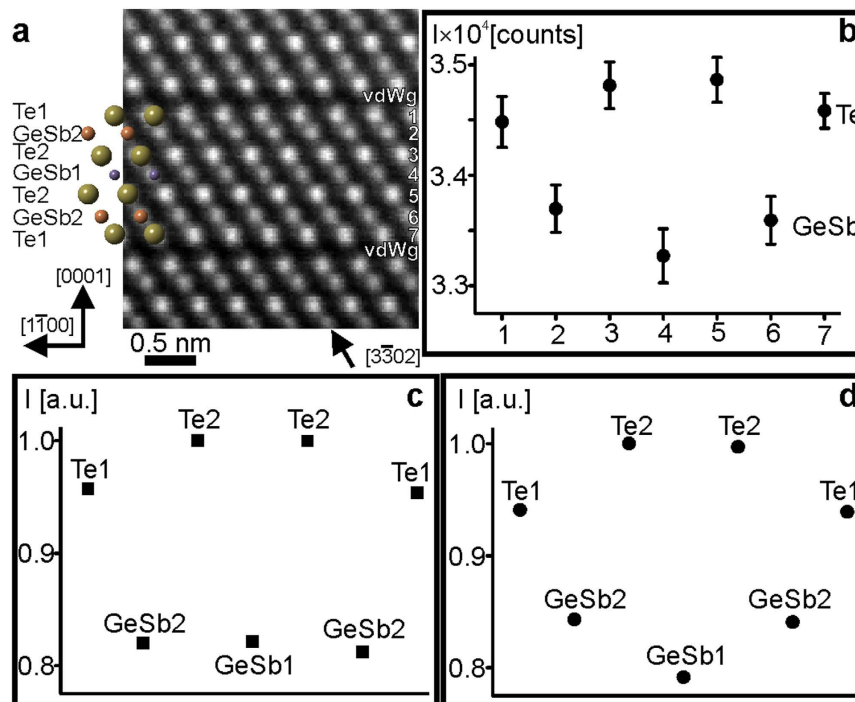 a
Te1
GeSb2
Te2
GeSb1
Te2
GeSb2
Te1
vdWg
1
2
3
4
5
6
7
vdWg
[0001]
[1̄100]
0.5 nm
[33̄02]
b
I×10⁴[counts]
3.5
3.4
3.3
Te
GeSb
1 2 3 4 5 6 7
c
I [a.u.]
1.0
0.9
0.8
Te1
GeSb2
Te2
GeSb1
Te2
GeSb2
Te1
d
I [a.u.]
1.0
0.9
0.8
Te1
GeSb2
Te2
GeSb1
Te2
GeSb2
Te1